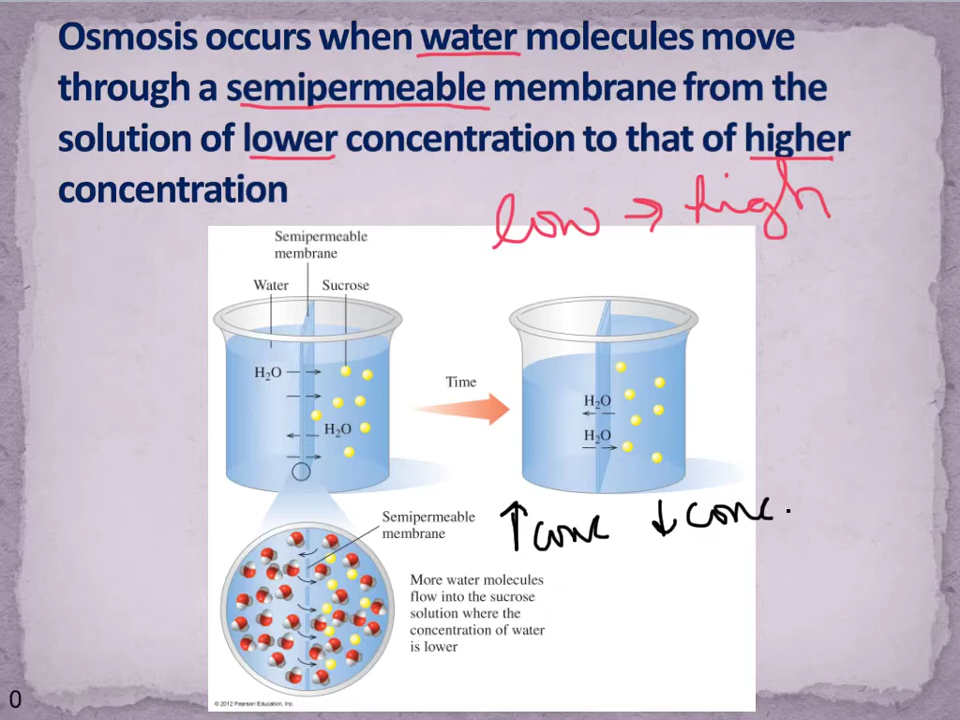 Osmosis occurs when water molecules move
through a semipermeable membrane from the
solution of lower concentration to that of higher
concentration
low → high
Semipermeable
membrane
Water
Sucrose
H₂O
H₂O
Time
H₂O
H₂O
↑ conc
↓ conc.
Semipermeable
membrane
More water molecules
flow into the sucrose
solution where the
concentration of water
is lower
© 2012 Pearson Education, Inc.
0